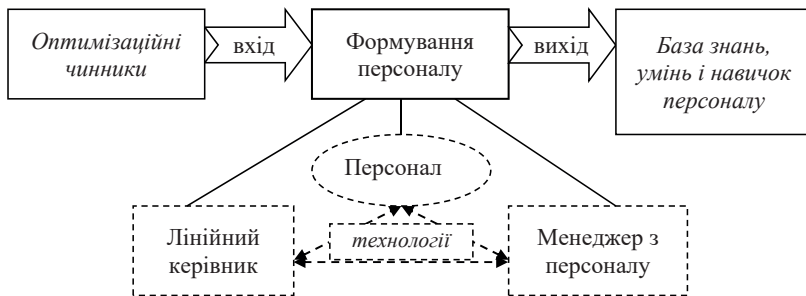 Оптимізаційні
чинники
вхід
Формування
персоналу
вихід
База знань,
умінь і навичок
персоналу
Персонал
Лінійний
керівник
технології
Менеджер з
персоналу